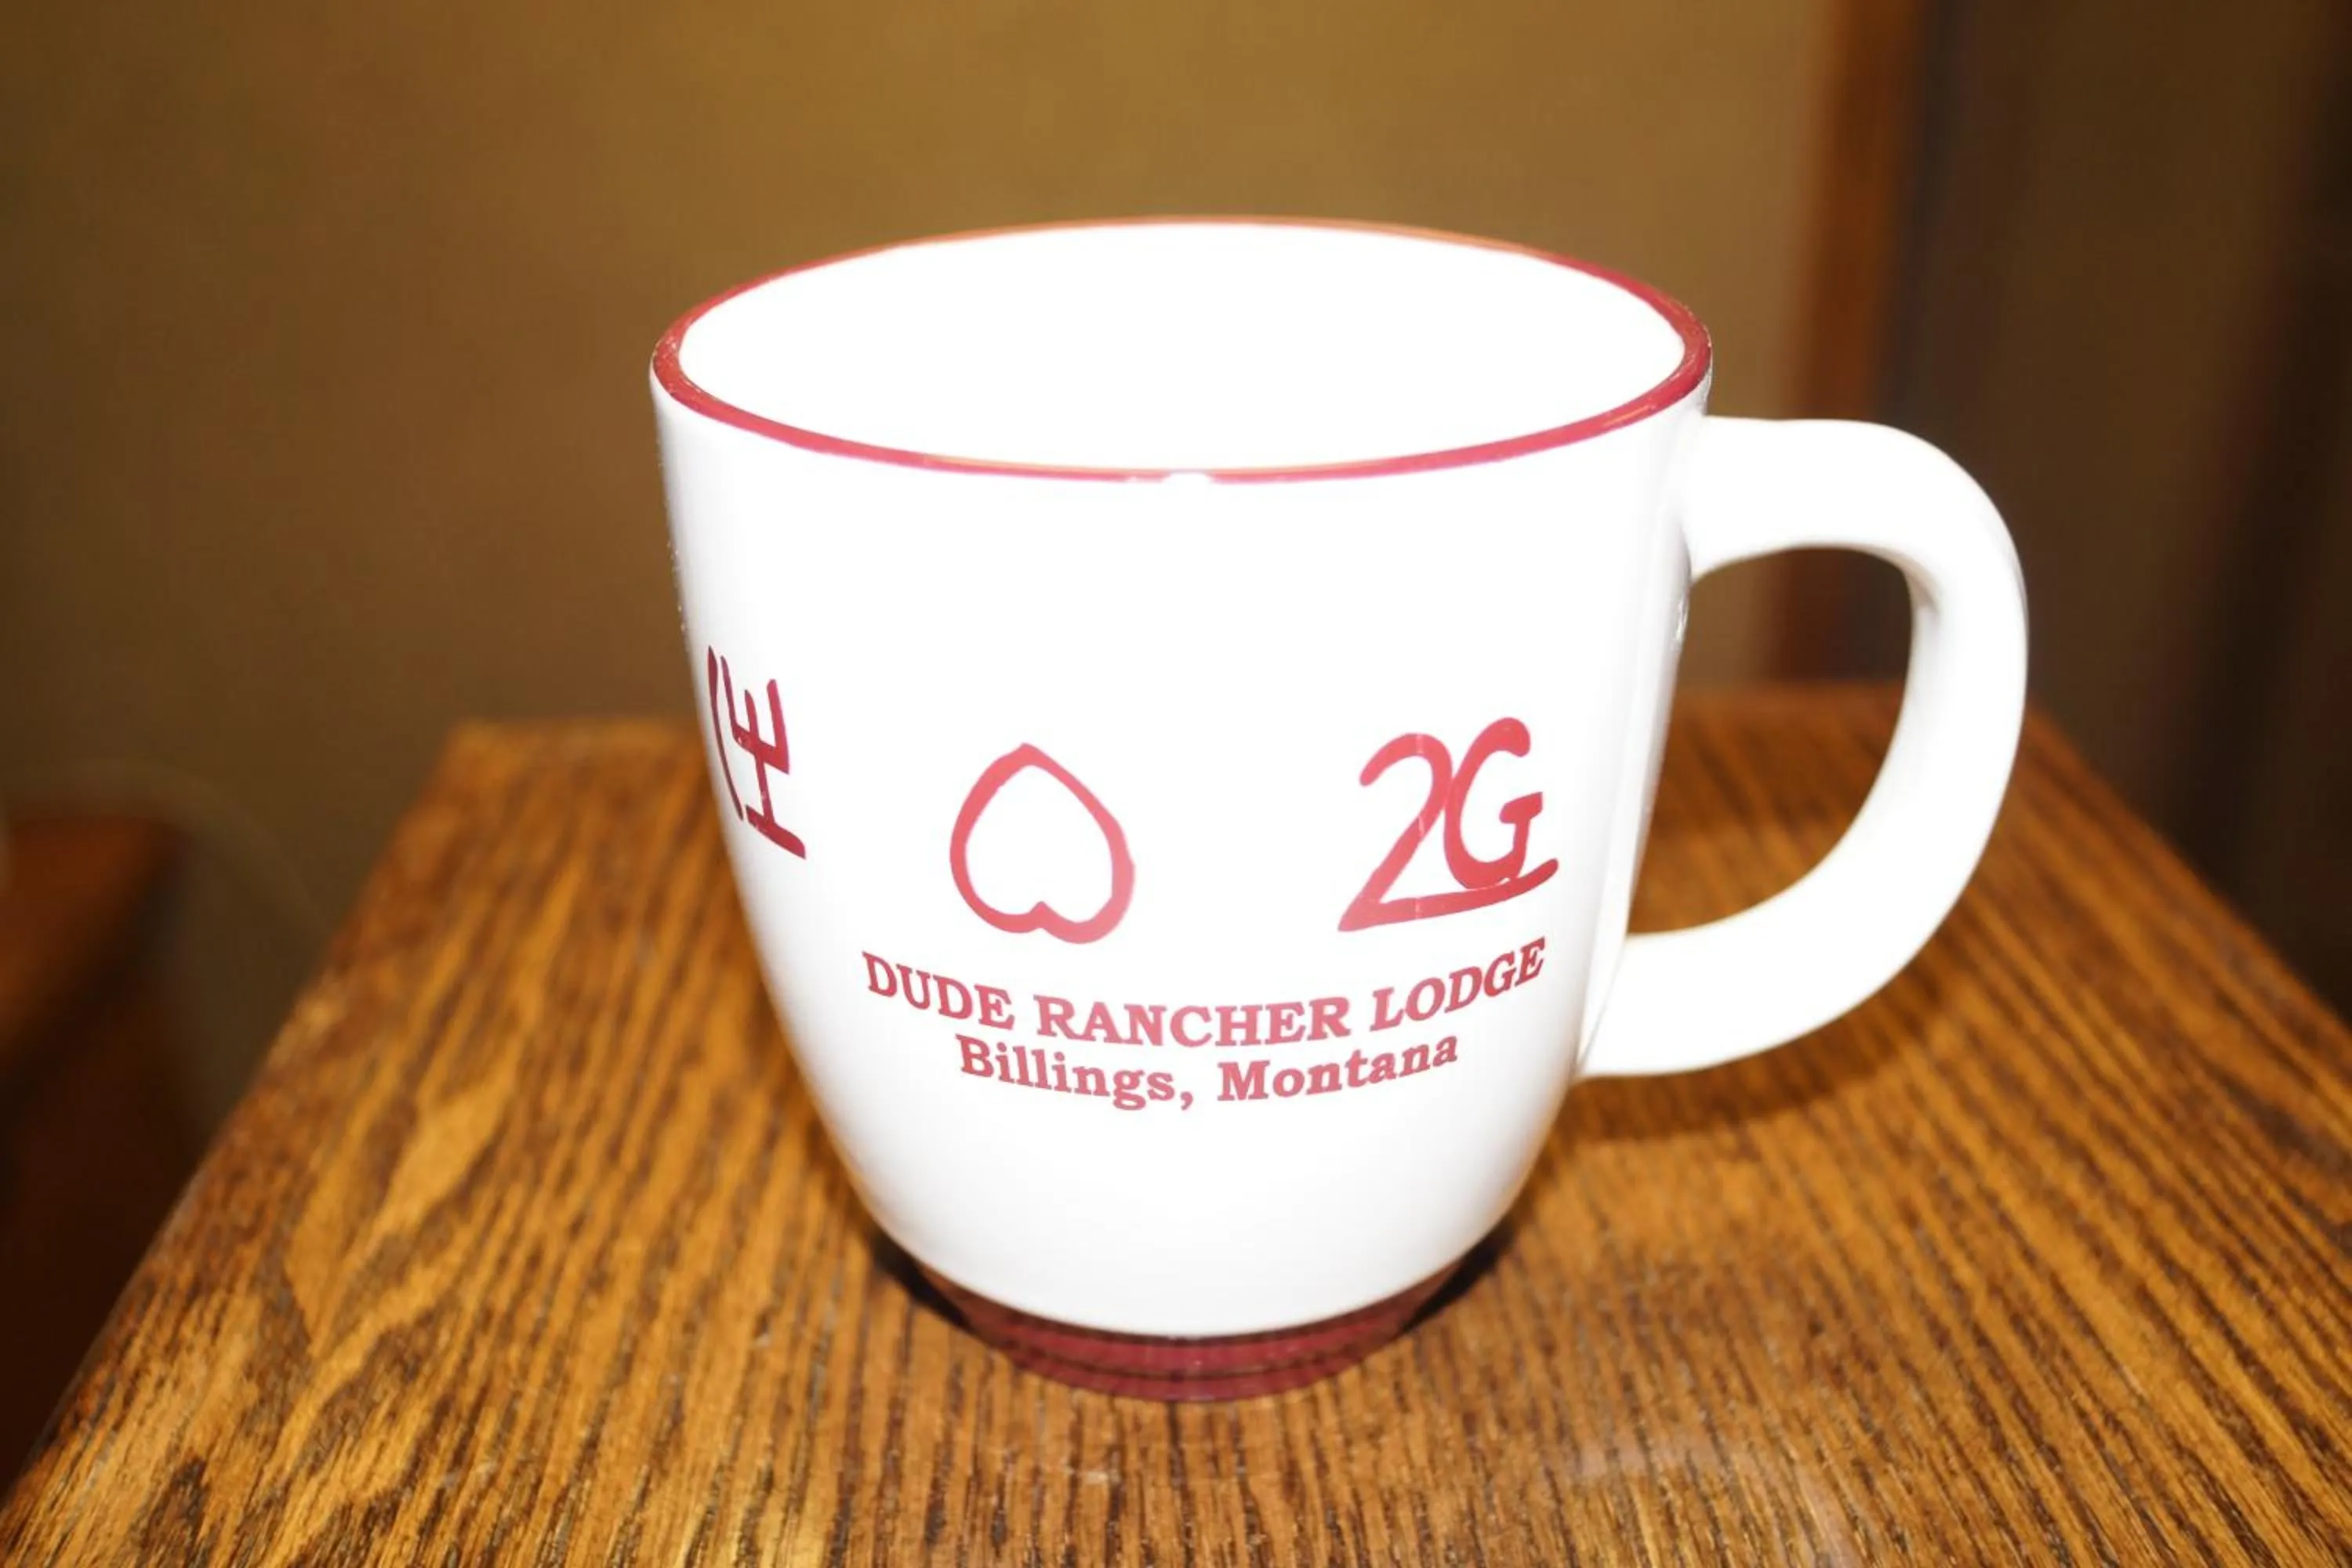 2G
DUDE RANCHER LODGE
Billings, Montana